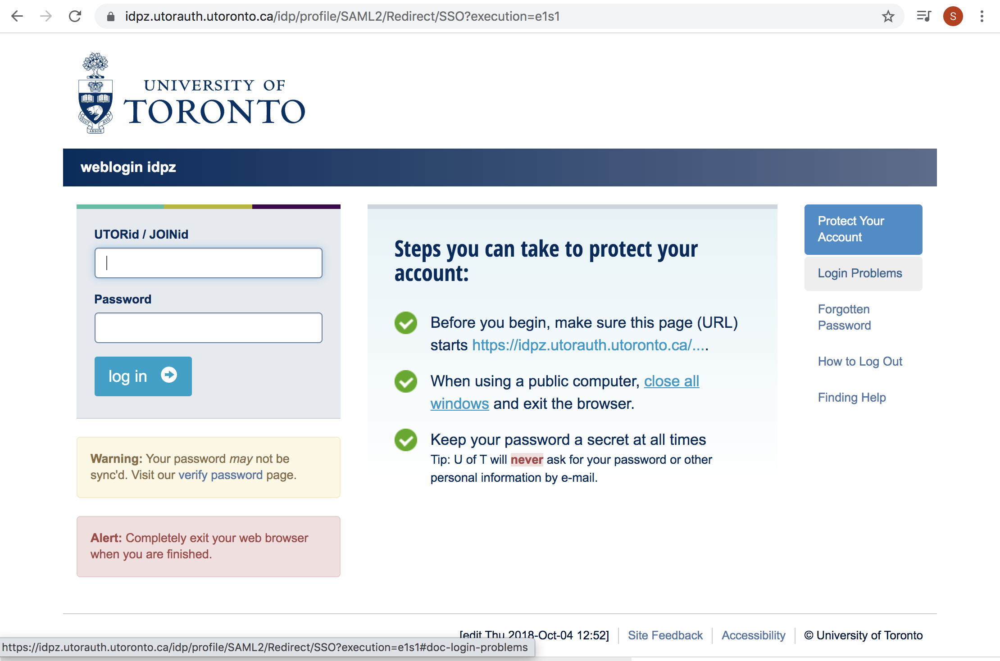 idpz.utorauth.utoronto.ca/idp/profile/SAML2/Redirect/SSO?execution=e1s1
S
UNIVERSITY OF
TORONTO
VELUT ARBOR ÆVO
weblogin idpz
UTORid / JOINid
Password
log in
Warning: Your password may not be
sync'd. Visit our verify password page.
Alert: Completely exit your web browser
when you are finished.
Steps you can take to protect your
account:
Before you begin, make sure this page (URL)
starts https://idpz.utorauth.utoronto.ca/....
When using a public computer, close all
windows and exit the browser.
Keep your password a secret at all times
Tip: U of T will never ask for your password or other
personal information by e-mail.
Protect Your
Account
Login Problems
Forgotten
Password
How to Log Out
Finding Help
[edit Thu 2018-Oct-04 12:52] Site Feedback Accessibility © University of Toronto
https://idpz.utorauth.utoronto.ca/idp/profile/SAML2/Redirect/SSO?execution=e1s1#doc-login-problems